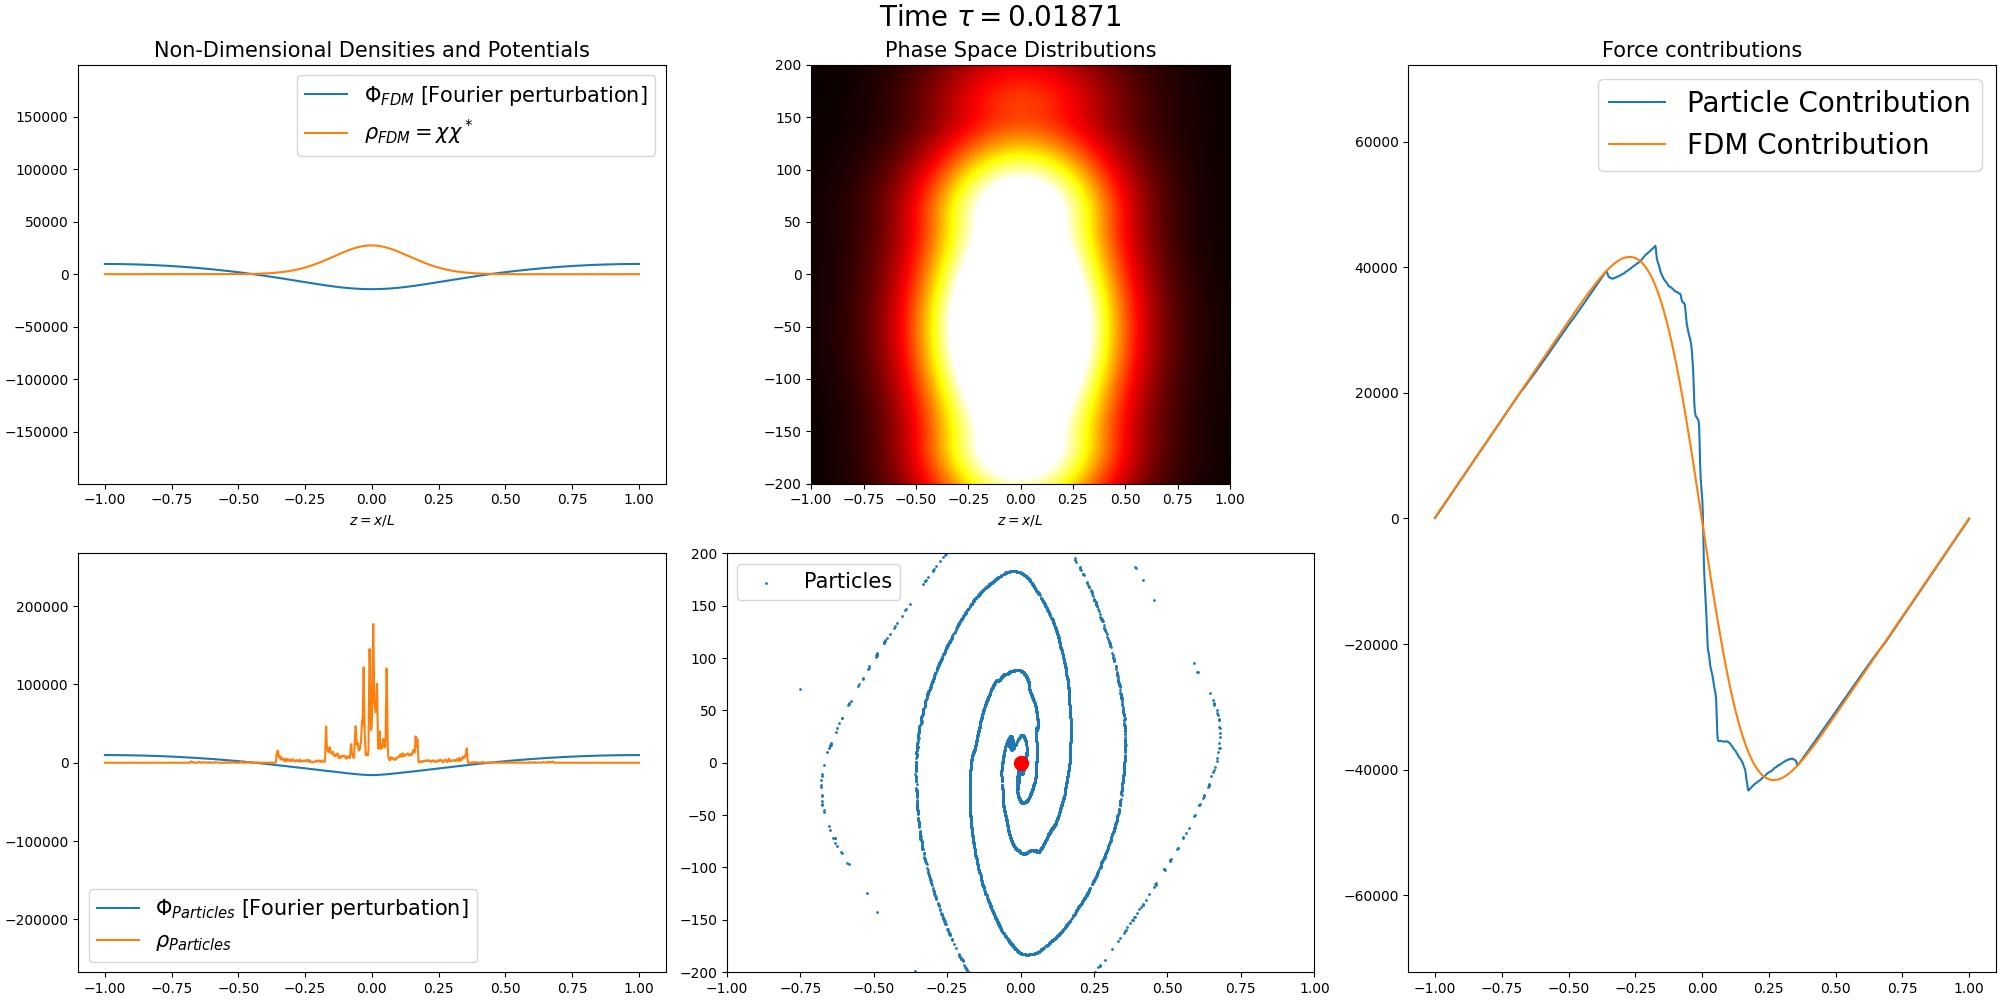 Time τ = 0.01871
Non-Dimensional Densities and Potentials
Φ_FDM [Fourier perturbation]
ρ_FDM = χχ*
150000
100000
50000
0
−50000
−100000
−150000
−1.00 −0.75 −0.50 −0.25 0.00 0.25 0.50 0.75 1.00
z = x/L
Phase Space Distributions
200
150
100
50
0
−50
−100
−150
−200
−1.00 −0.75 −0.50 −0.25 0.00 0.25 0.50 0.75 1.00
z = x/L
Force contributions
Particle Contribution
FDM Contribution
60000
40000
20000
0
−20000
−40000
−60000
−1.00 −0.75 −0.50 −0.25 0.00 0.25 0.50 0.75 1.00
200000
100000
0
−100000
−200000
Φ_Particles [Fourier perturbation]
ρ_Particles
−1.00 −0.75 −0.50 −0.25 0.00 0.25 0.50 0.75 1.00
Particles
200
150
100
50
0
−50
−100
−150
−200
−1.00 −0.75 −0.50 −0.25 0.00 0.25 0.50 0.75 1.00